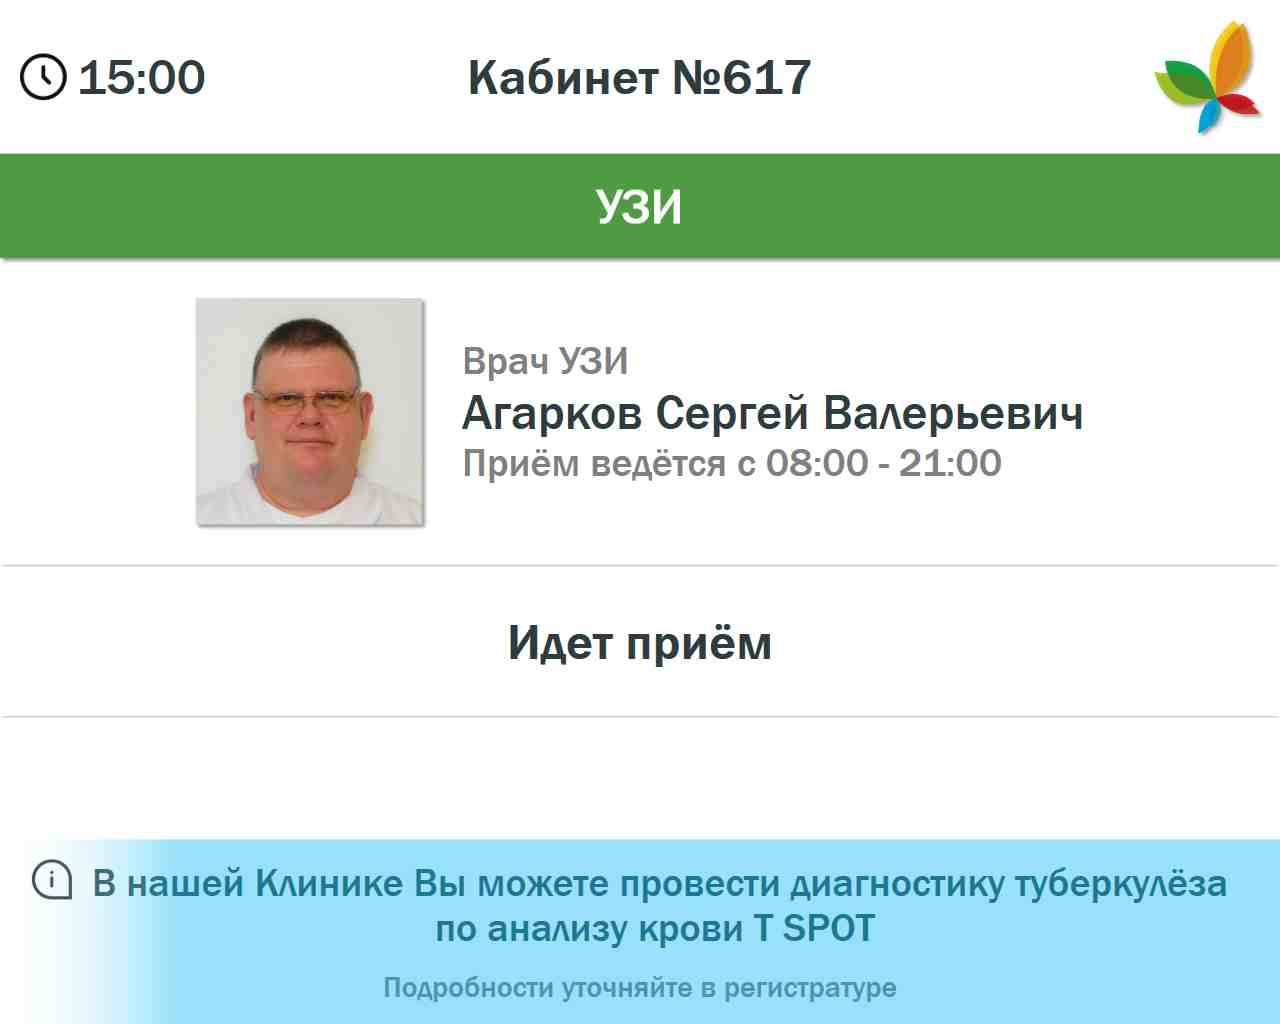 15:00
Кабинет №617
УЗИ
Врач УЗИ
Агарков Сергей Валерьевич
Приём ведётся с 08:00 - 21:00
Идет приём
В нашей Клинике Вы можете провести диагностику туберкулёза
по анализу крови T SPOT
Подробности уточняйте в регистратуре